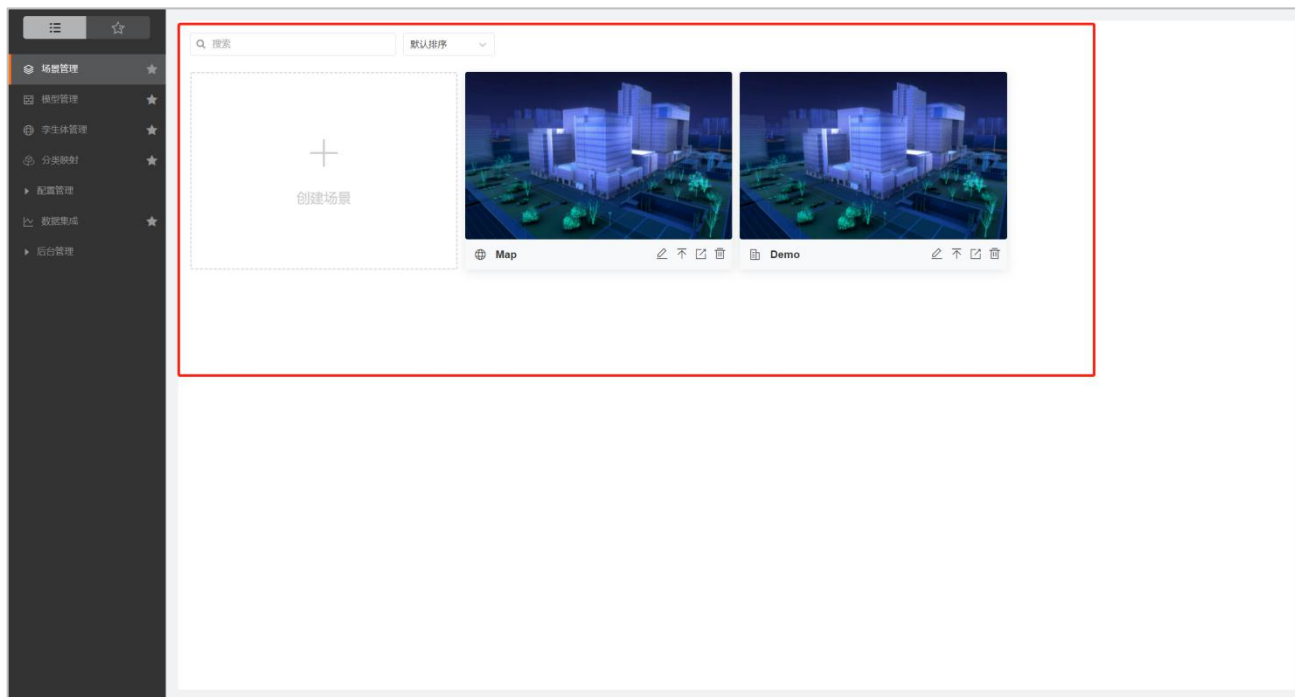 搜索
默认排序
场景管理
模型管理
孪生体管理
分类映射
配置管理
数据集成
后台管理
创建场景
Map
Demo